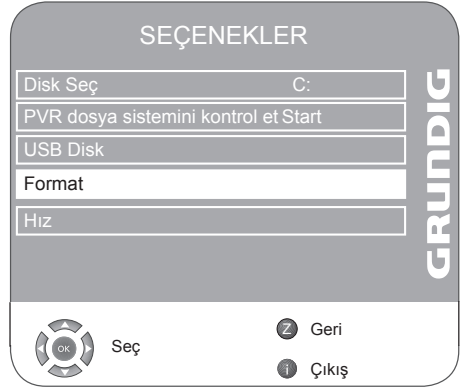 SEÇENEKLER
Disk Seç C:
PVR dosya sistemini kontrol et Start
USB Disk
Format
Hız
GRUNDIG
OK
Seç
Z Geri
i Çıkış